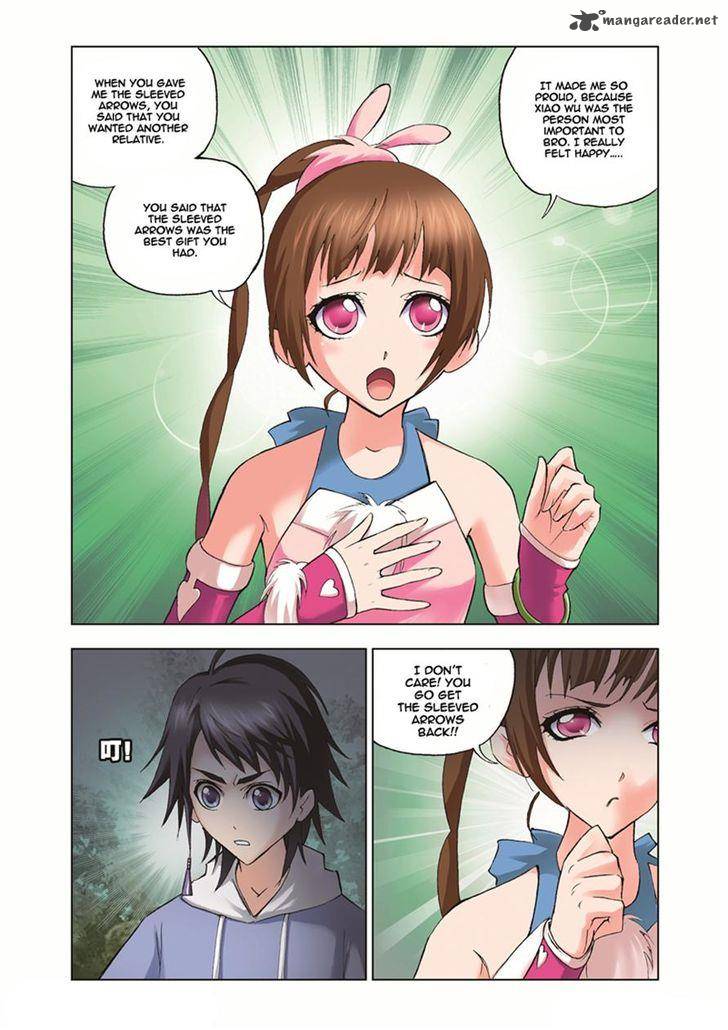 mangareader.net
WHEN YOU GAVE
ME THE SLEEVED
ARROWS, YOU
SAID THAT YOU
WANTED ANOTHER
RELATIVE.
YOU SAID THAT
THE SLEEVED
ARROWS WAS THE
BEST GIFT YOU
HAD.
IT MADE ME SO
PROUD, BECAUSE
XIAO WU WAS THE
PERSON MOST
IMPORTANT TO
BRO. I REALLY
FELT HAPPY.....
叮!
I DON'T
CARE! YOU
GO GET
THE SLEEVED
ARROWS
BACK!!